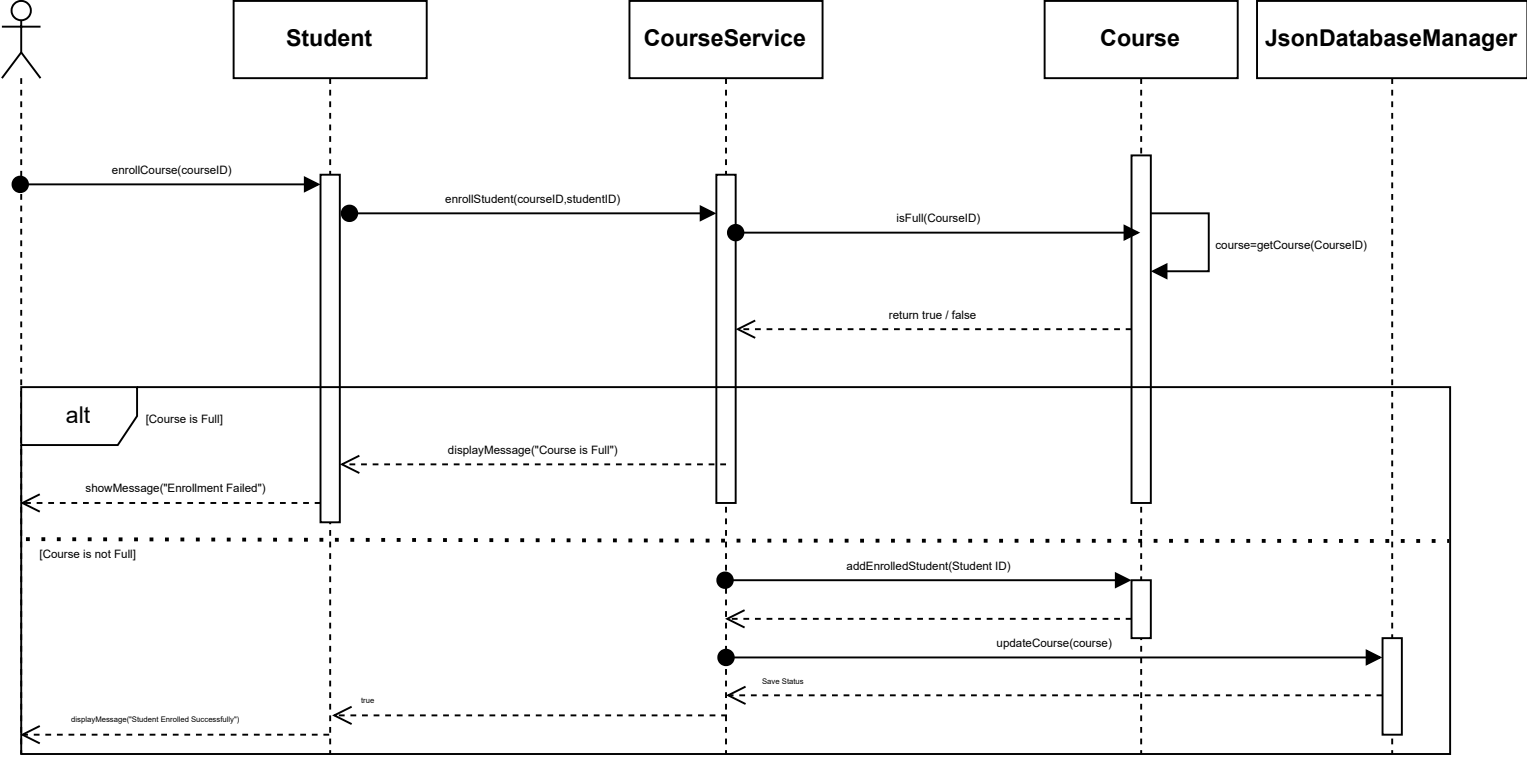 Student
CourseService
Course
JsonDatabaseManager
enrollCourse(courseID)
enrollStudent(courseID,studentID)
isFull(CourseID)
course=getCourse(CourseID)
return true / false
alt
[Course is Full]
displayMessage("Course is Full")
showMessage("Enrollment Failed")
[Course is not Full]
addEnrolledStudent(Student ID)
updateCourse(course)
Save Status
true
displayMessage("Student Enrolled Successfully")